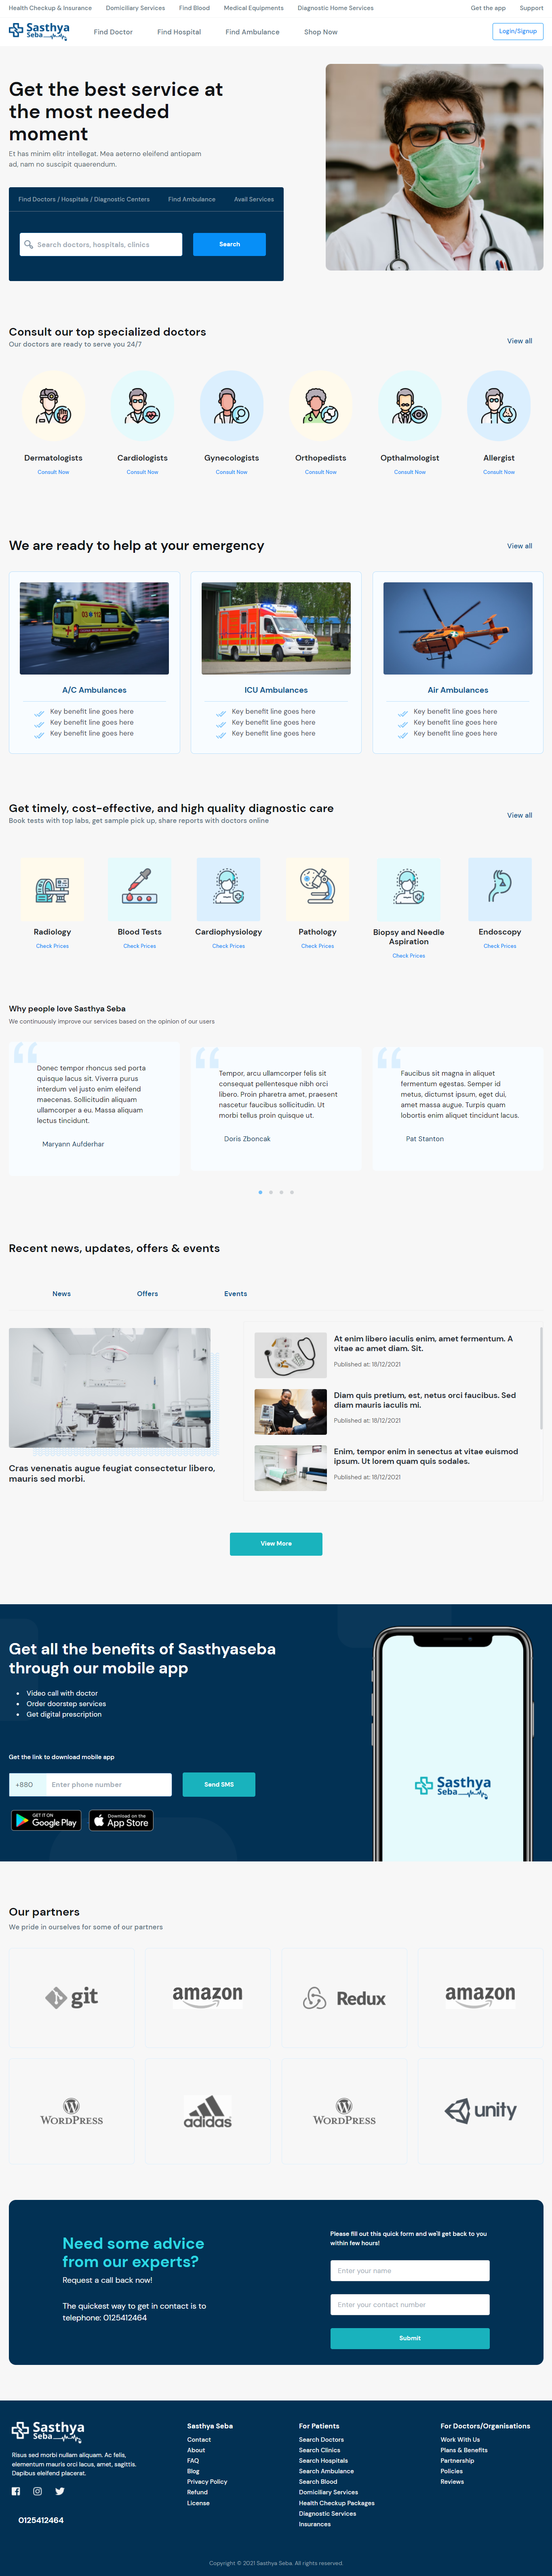 Health Checkup & Insurance Domiciliary Services Find Blood Medical Equipments Diagnostic Home Services Get the app Support
Sasthya
Seba
Find Doctor Find Hospital Find Ambulance Shop Now Login/Signup
Get the best service at
the most needed
moment
Et has minim elitr intellegat. Mea aeterno eleifend antiopam
ad, nam no suscipit quaerendum.
Find Doctors / Hospitals / Diagnostic Centers Find Ambulance Avail Services
Search doctors, hospitals, clinics Search
Consult our top specialized doctors
Our doctors are ready to serve you 24/7
View all
Dermatologists Cardiologists Gynecologists Orthopedists Opthalmologist Allergist
Consult Now Consult Now Consult Now Consult Now Consult Now Consult Now
We are ready to help at your emergency View all
A/C Ambulances
Key benefit line goes here
Key benefit line goes here
Key benefit line goes here
ICU Ambulances
Key benefit line goes here
Key benefit line goes here
Key benefit line goes here
Air Ambulances
Key benefit line goes here
Key benefit line goes here
Key benefit line goes here
Get timely, cost-effective, and high quality diagnostic care
Book tests with top labs, get sample pick up, share reports with doctors online
View all
Radiology
Check Prices
Blood Tests
Check Prices
Cardiophysiology
Check Prices
Pathology
Check Prices
Biopsy and Needle
Aspiration
Check Prices
Endoscopy
Check Prices
Why people love Sasthya Seba
We continuously improve our services based on the opinion of our users
Donec tempor rhoncus sed porta
quisque lacus sit. Viverra purus
interdum vel justo enim eleifend
maecenas. Sollicitudin aliquam
ullamcorper a eu. Massa aliquam
lectus tincidunt.
Maryann Aufderhar
Tempor, arcu ullamcorper felis sit
consequat pellentesque nibh orci
libero. Proin pharetra amet, praesent
nascetur faucibus sollicitudin. Ut
morbi tellus proin quisque ut.
Doris Zboncak
Faucibus sit magna in aliquet
fermentum egestas. Semper id
metus, dictumst ipsum, eget dui,
amet massa augue. Turpis quam
lobortis enim aliquet tincidunt lacus.
Pat Stanton
Recent news, updates, offers & events
News Offers Events
Cras venenatis augue feugiat consectetur libero,
mauris sed morbi.
At enim libero iaculis enim, amet fermentum. A
vitae ac amet diam. Sit.
Published at: 18/12/2021
Diam quis pretium, est, netus orci faucibus. Sed
diam mauris iaculis mi.
Published at: 18/12/2021
Enim, tempor enim in senectus at vitae euismod
ipsum. Ut lorem quam quis sodales.
Published at: 18/12/2021
View More
Get all the benefits of Sasthyaseba
through our mobile app
Video call with doctor
Order doorstep services
Get digital prescription
Get the link to download mobile app
+880 Enter phone number Send SMS
GET IT ON
Google Play
Download on the
App Store
Sasthya
Seba
Our partners
We pride in ourselves for some of our partners
git amazon Redux amazon
WORDPRESS adidas WORDPRESS unity
Need some advice
from our experts?
Request a call back now!
The quickest way to get in contact is to
telephone: 0125412464
Please fill out this quick form and we'll get back to you
within few hours!
Enter your name
Enter your contact number
Submit
Sasthya
Seba
Risus sed morbi nullam aliquam. Ac felis,
elementum mauris orci lacus, amet, sagittis.
Dapibus eleifend placerat.
0125412464
Sasthya Seba
Contact
About
FAQ
Blog
Privacy Policy
Refund
License
For Patients
Search Doctors
Search Clinics
Search Hospitals
Search Ambulance
Search Blood
Domiciliary Services
Health Checkup Packages
Diagnostic Services
Insurances
For Doctors/Organisations
Work With Us
Plans & Benefits
Partnership
Policies
Reviews
Copyright © 2021 Sasthya Seba. All rights reserved.